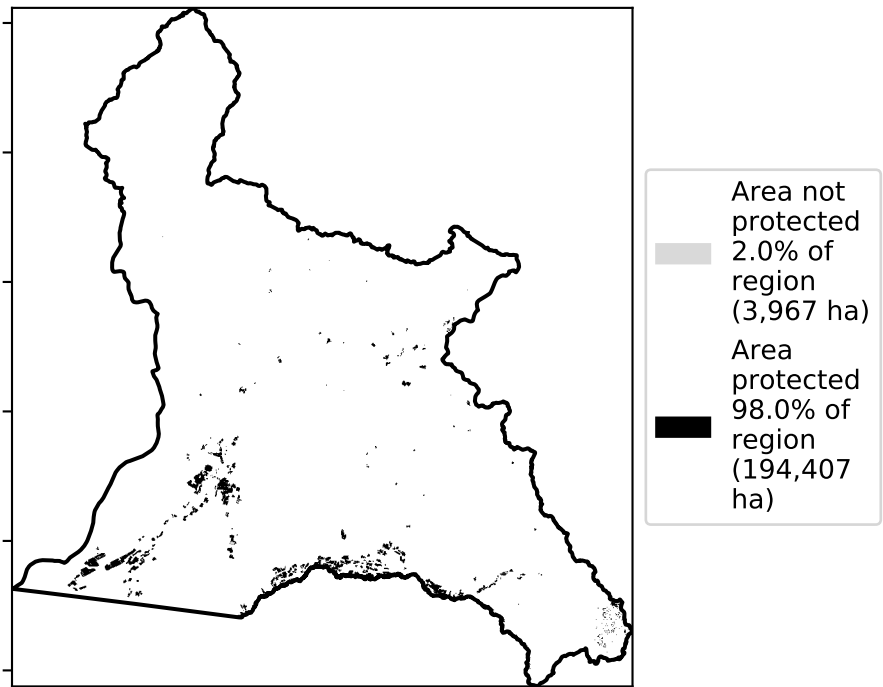 Area not
protected
2.0% of
region
(3,967 ha)
Area
protected
98.0% of
region
(194,407
ha)